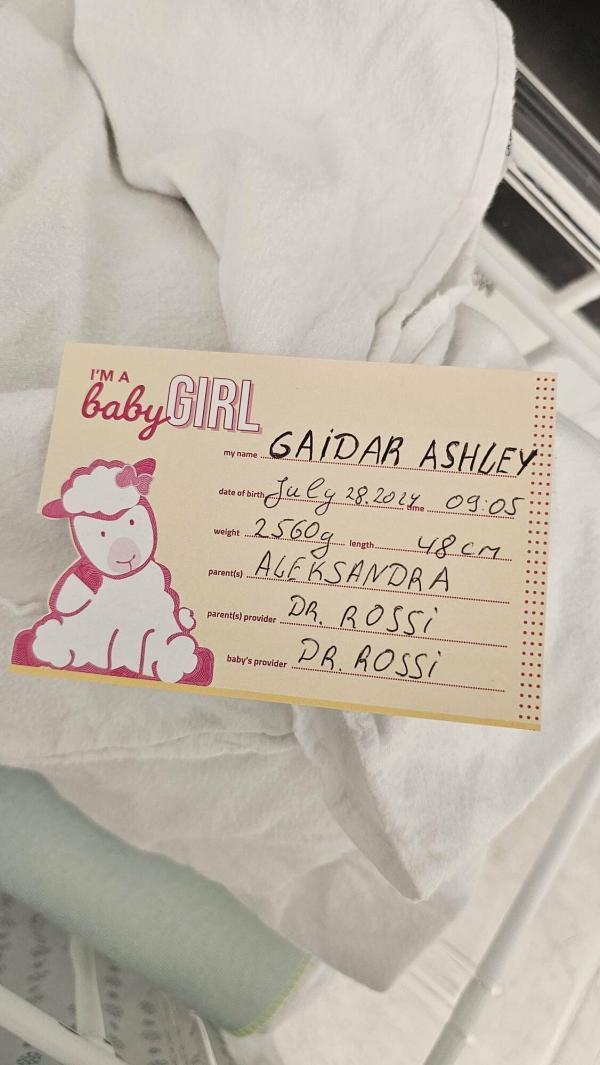 I'M A
baby GIRL
my name GAiDAR ASHLEY
date of birth July 28.2024 time 09:05
weight 2560g length 48 cm
parent(s) ALEKSANDRA
parent(s) provider DR. ROSSi
baby's provider DR. ROSSi